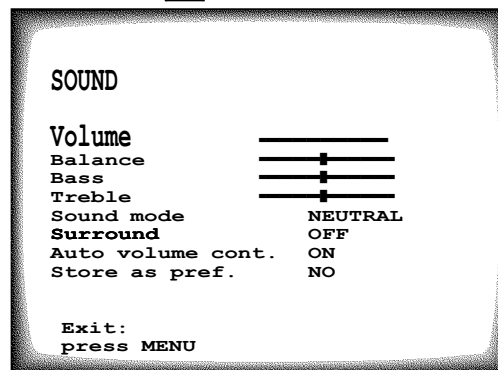 SOUND
Volume
Balance
Bass
Treble
Sound mode NEUTRAL
Surround OFF
Auto volume cont. ON
Store as pref. NO
Exit:
press MENU